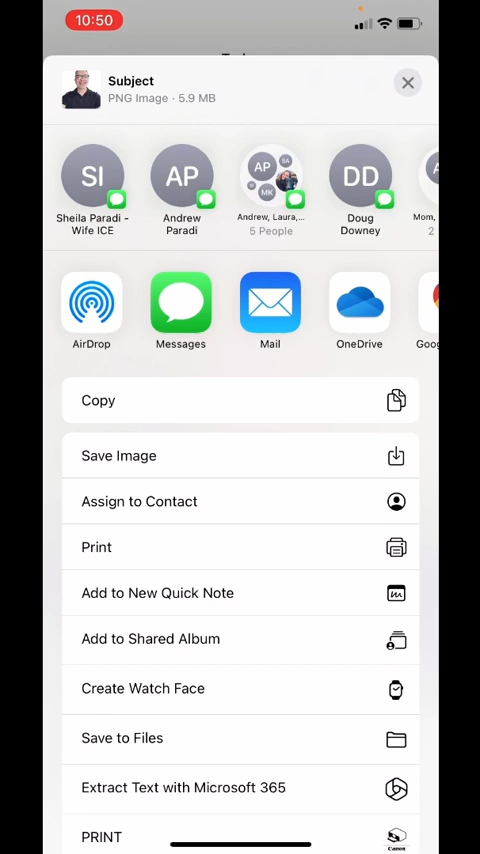 10:50
Subject
PNG Image · 5.9 MB
SI
AP
AP
SA
SI
MK
DD
A
Sheila Paradi -
Wife ICE
Andrew
Paradi
Andrew, Laura,...
5 People
Doug
Downey
Mom,
2
AirDrop
Messages
Mail
OneDrive
Goog
Copy
Save Image
Assign to Contact
Print
Add to New Quick Note
Add to Shared Album
Create Watch Face
Save to Files
Extract Text with Microsoft 365
PRINT
Canon